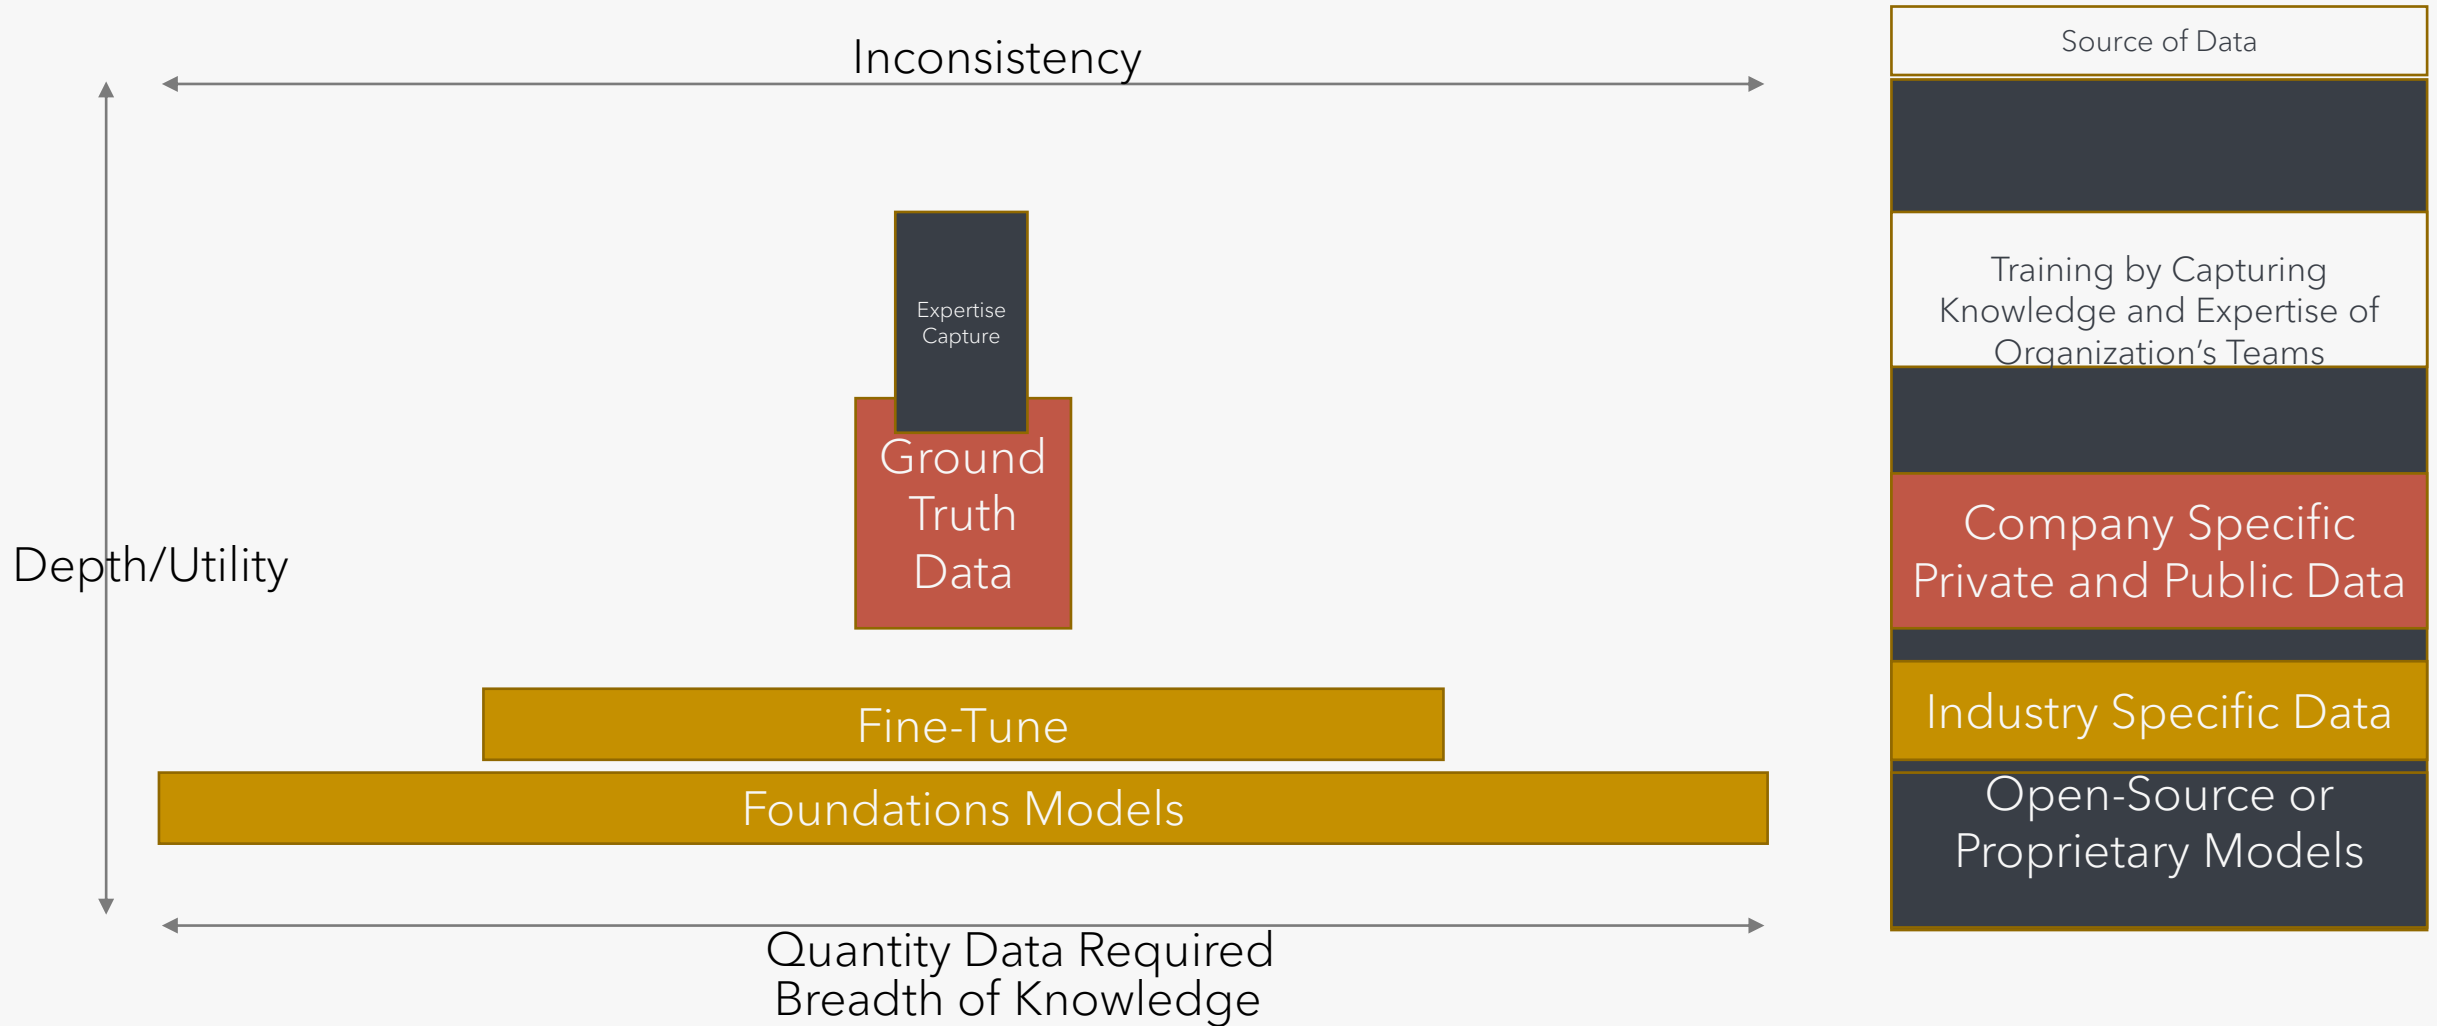 Inconsistency
Source of Data
Expertise
Capture
Training by Capturing
Knowledge and Expertise of
Organization’s Teams
Ground
Truth
Data
Depth/Utility
Company Specific
Private and Public Data
Fine-Tune
Industry Specific Data
Foundations Models
Open-Source or
Proprietary Models
Quantity Data Required
Breadth of Knowledge